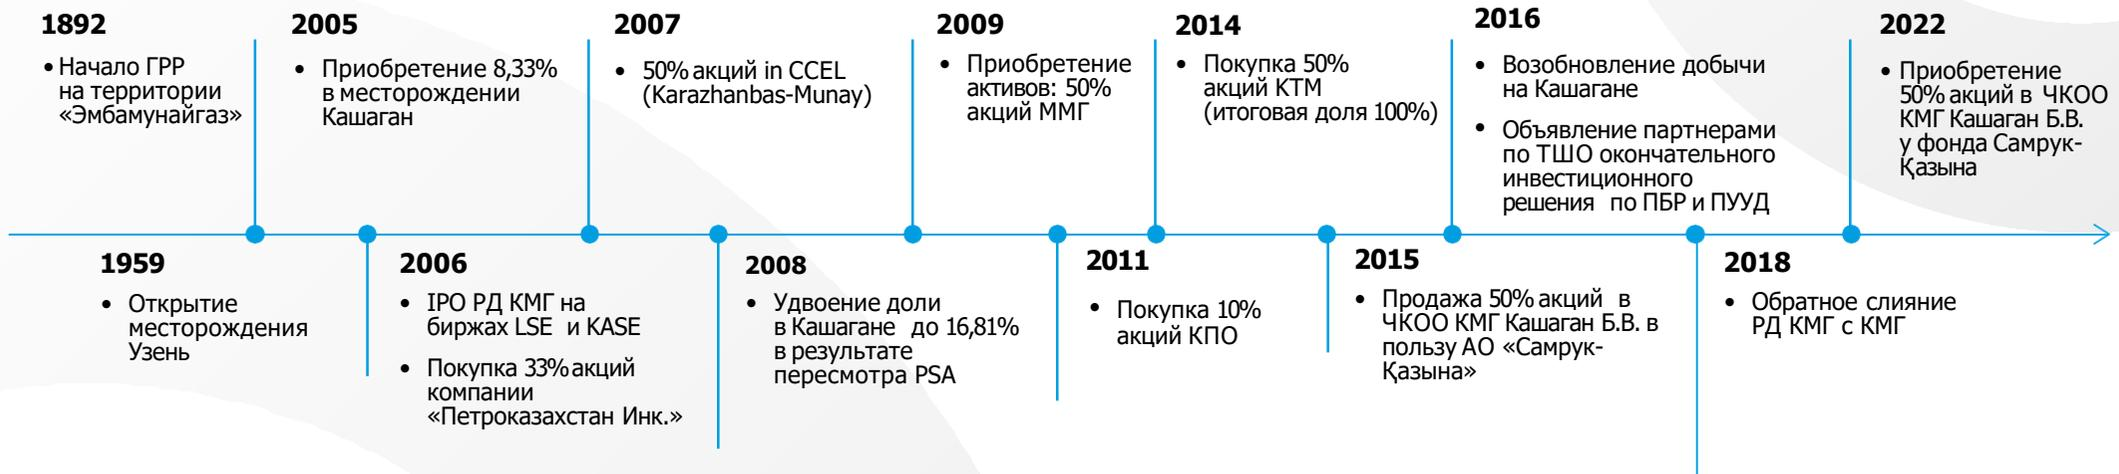 1892
• Начало ГРР
на территории
«Эмбамунайгаз»
2005
• Приобретение 8,33%
в месторождении
Кашаган
2007
• 50% акций in CCEL
(Karazhanbas-Munay)
2009
• Приобретение
активов: 50%
акций ММГ
2014
• Покупка 50%
акций КТМ
(итоговая доля 100%)
2016
• Возобновление добычи
на Кашагане
• Объявление партнерами
по ТШО окончательного
инвестиционного
решения по ПБР и ПУУД
2022
• Приобретение
50% акций в ЧКОО
КМГ Кашаган Б.В.
у фонда Самрук-
Қазына
1959
• Открытие
месторождения
Узень
2006
• IPO РД КМГ на
биржах LSE и KASE
• Покупка 33% акций
компании
«Петроказахстан Инк.»
2008
• Удвоение доли
в Кашагане до 16,81%
в результате
пересмотра PSA
2011
• Покупка 10%
акций КПО
2015
• Продажа 50% акций в
ЧКОО КМГ Кашаган Б.В. в
пользу АО «Самрук-
Қазына»
2018
• Обратное слияние
РД КМГ с КМГ